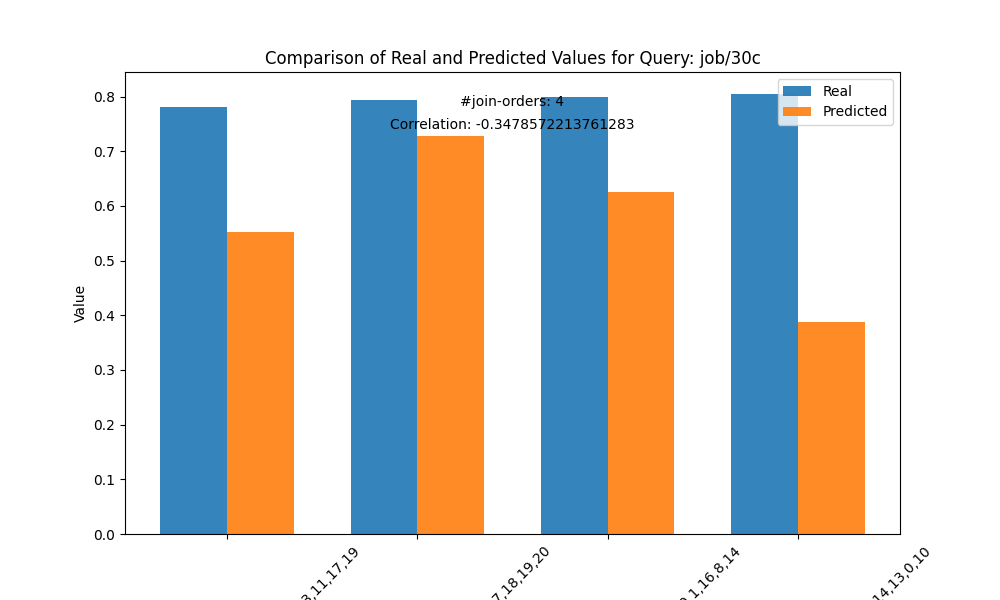 Comparison of Real and Predicted Values for Query: job/30c
#join-orders: 4
Correlation: -0.3478572213761283
Real
Predicted
Value
0.8
0.7
0.6
0.5
0.4
0.3
0.2
0.1
0.0
,11,17,19
,18,19,20
1,16,8,14
14,13,0,10